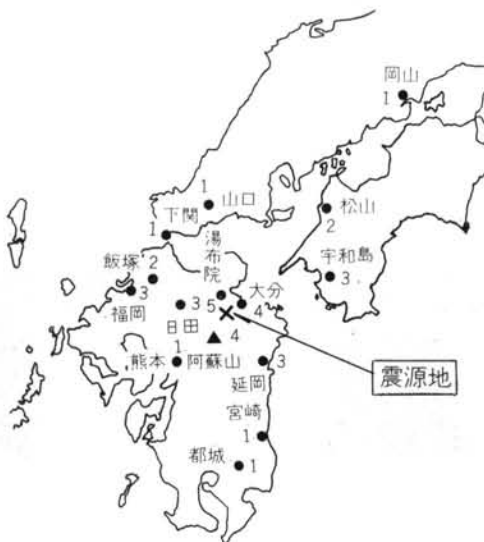 岡山
1
1
山口
下関
1
松山
2
湯布院
飯塚
2
宇和島
3
3
福岡
3
5
大分
4
日田
1
4
熊本
阿蘇山
3
延岡
震源地
宮崎
1
都城
1